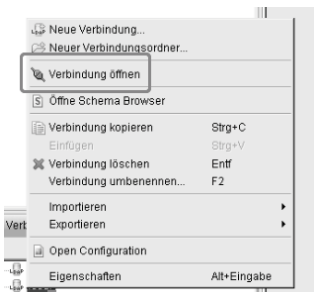 Neue Verbindung...
Neuer Verbindungsordner...
Verbindung öffnen
Öffne Schema Browser
Verbindung kopieren Strg+C
Einfügen Strg+V
Verbindung löschen Entf
Verbindung umbenennen... F2
Importieren
Exportieren
Vert
Open Configuration
Eigenschaften Alt+Eingabe